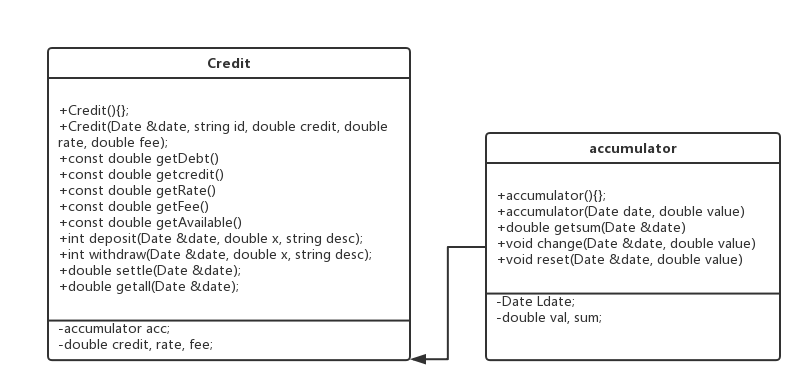 Credit
+Credit(){};
+Credit(Date &date, string id, double credit, double
rate, double fee);
+const double getDebt()
+const double getcredit()
+const double getRate()
+const double getFee()
+const double getAvailable()
+int deposit(Date &date, double x, string desc);
+int withdraw(Date &date, double x, string desc);
+double settle(Date &date);
+double getall(Date &date);
-accumulator acc;
-double credit, rate, fee;
accumulator
+accumulator(){};
+accumulator(Date date, double value)
+double getsum(Date &date)
+void change(Date &date, double value)
+void reset(Date &date, double value)
-Date Ldate;
-double val, sum;